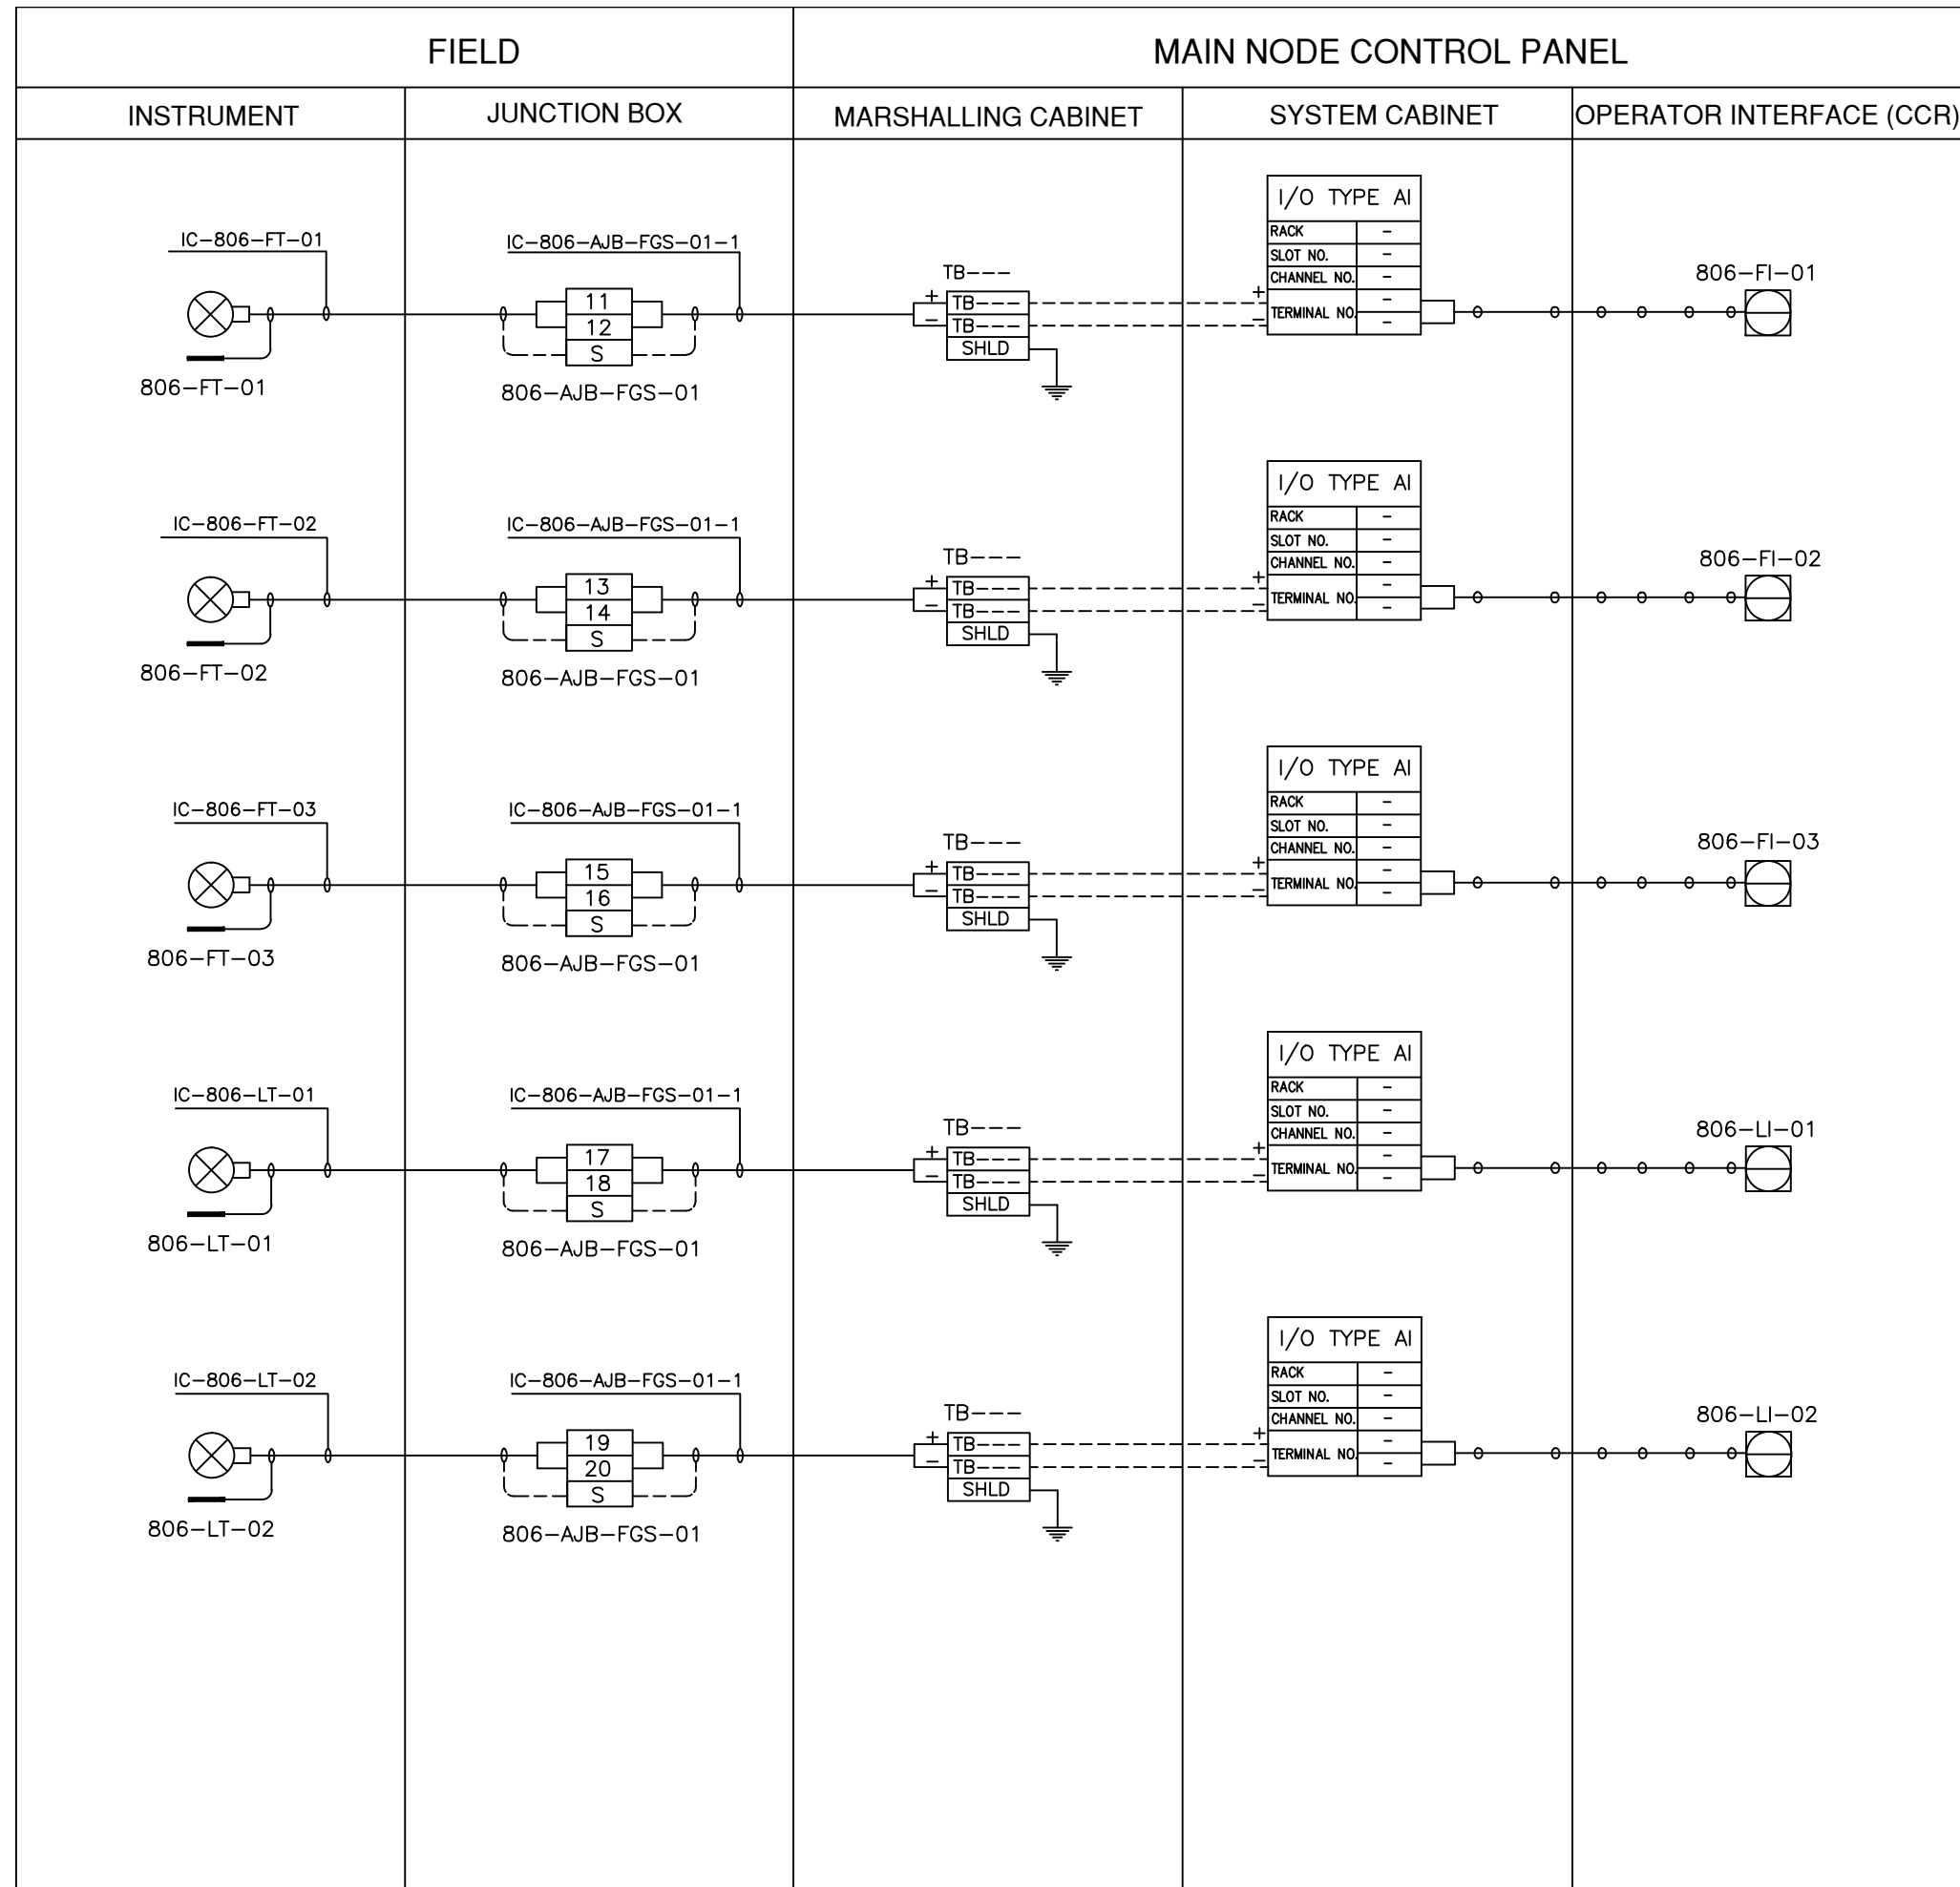 FIELD
MAIN NODE CONTROL PANEL
INSTRUMENT
JUNCTION BOX
MARSHALLING CABINET
SYSTEM CABINET
OPERATOR INTERFACE (CCR)
IC-806-FT-01
806-FT-01
IC-806-AJB-FGS-01-1
11
12
S
806-AJB-FGS-01
TB---
+ TB---
- TB---
SHLD
I/O TYPE AI
RACK -
SLOT NO. -
CHANNEL NO. -
+
TERMINAL NO. -
- -
806-FI-01
IC-806-FT-02
806-FT-02
IC-806-AJB-FGS-01-1
13
14
S
806-AJB-FGS-01
TB---
+ TB---
- TB---
SHLD
I/O TYPE AI
RACK -
SLOT NO. -
CHANNEL NO. -
+
TERMINAL NO. -
- -
806-FI-02
IC-806-FT-03
806-FT-03
IC-806-AJB-FGS-01-1
15
16
S
806-AJB-FGS-01
TB---
+ TB---
- TB---
SHLD
I/O TYPE AI
RACK -
SLOT NO. -
CHANNEL NO. -
+
TERMINAL NO. -
- -
806-FI-03
IC-806-LT-01
806-LT-01
IC-806-AJB-FGS-01-1
17
18
S
806-AJB-FGS-01
TB---
+ TB---
- TB---
SHLD
I/O TYPE AI
RACK -
SLOT NO. -
CHANNEL NO. -
+
TERMINAL NO. -
- -
806-LI-01
IC-806-LT-02
806-LT-02
IC-806-AJB-FGS-01-1
19
20
S
806-AJB-FGS-01
TB---
+ TB---
- TB---
SHLD
I/O TYPE AI
RACK -
SLOT NO. -
CHANNEL NO. -
+
TERMINAL NO. -
- -
806-LI-02